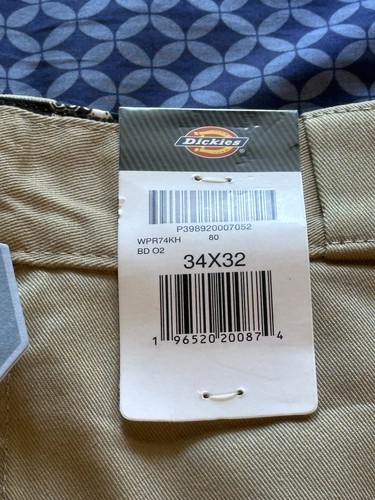 Dickies
P398920007052
WPR74KH 80
BD O2
34X32
1 96520 20087 4